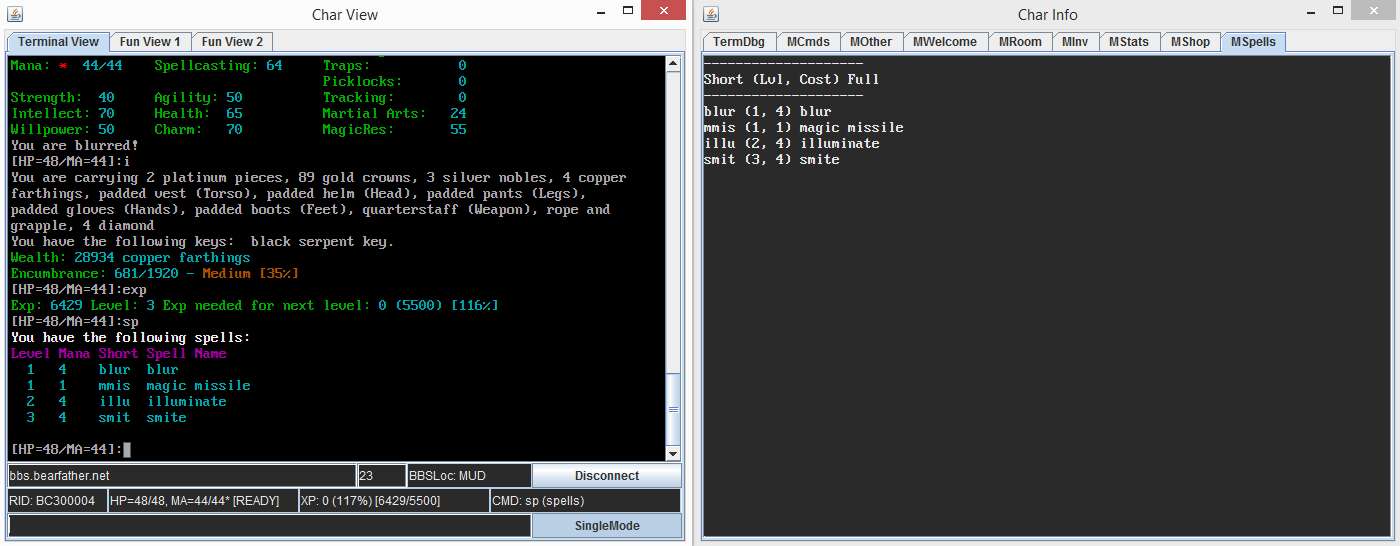 Char View
Terminal View Fun View 1 Fun View 2
Mana: * 44/44 Spellcasting: 64 Traps: 0
Picklocks: 0
Strength: 40 Agility: 50 Tracking: 0
Intellect: 70 Health: 65 Martial Arts: 24
Willpower: 50 Charm: 70 MagicRes: 55
You are blurred!
[HP=48/MA=44]:i
You are carrying 2 platinum pieces, 89 gold crowns, 3 silver nobles, 4 copper
farthings, padded vest (Torso), padded helm (Head), padded pants (Legs),
padded gloves (Hands), padded boots (Feet), quarterstaff (Weapon), rope and
grapple, 4 diamond
You have the following keys: black serpent key.
Wealth: 28934 copper farthings
Encumbrance: 681/1920 - Medium [35%]
[HP=48/MA=44]:exp
Exp: 6429 Level: 3 Exp needed for next level: 0 (5500) [116%]
[HP=48/MA=44]:sp
You have the following spells:
Level Mana Short Spell Name
1 4 blur blur
1 1 mmis magic missile
2 4 illu illuminate
3 4 smit smite
[HP=48/MA=44]:
bbs.bearfather.net 23 BBSLoc: MUD Disconnect
RID: BC300004 HP=48/48, MA=44/44* [READY] XP: 0 (117%) [6429/5500] CMD: sp (spells)
SingleMode
Char Info
TermDbg MCmds MOther MWelcome MRoom MInv MStats MShop MSpells
--------------------
Short (Lvl, Cost) Full
--------------------
blur (1, 4) blur
mmis (1, 1) magic missile
illu (2, 4) illuminate
smit (3, 4) smite